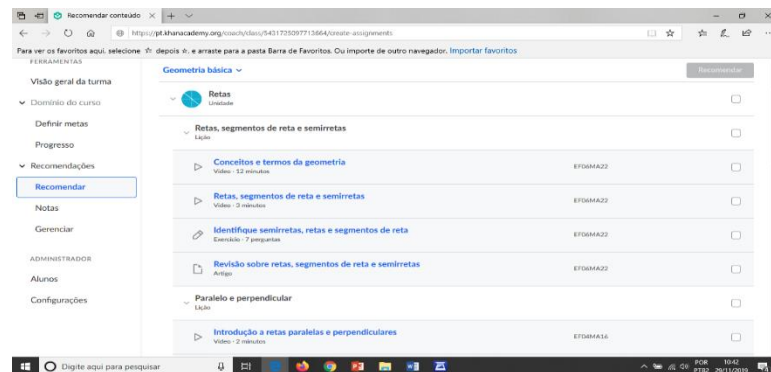 Recomendar conteúdo
https://pt.khanacademy.org/coach/class/5431725097713664/create-assignments
Para ver os favoritos aqui, selecione depois, e arraste para a pasta Barra de Favoritos. Ou importe de outro navegador. Importar favoritos
FERRAMENTAS
Visão geral da turma
Domínio do curso
Definir metas
Progresso
Recomendações
Recomendar
Notas
Gerenciar
ADMINISTRADOR
Alunos
Configurações
Geometria básica
Recomendar
Retas
Unidade
Retas, segmentos de reta e semirretas
Lição
Conceitos e termos da geometria
Vídeo · 12 minutos
EF06MA22
Retas, segmentos de reta e semirretas
Vídeo · 3 minutos
EF06MA22
Identifique semirretas, retas e segmentos de reta
Exercício · 7 perguntas
EF06MA22
Revisão sobre retas, segmentos de reta e semirretas
Artigo
EF06MA22
Paralelo e perpendicular
Lição
Introdução a retas paralelas e perpendiculares
Vídeo · 2 minutos
EF04MA16
Digite aqui para pesquisar
POR
PTB2
10:42
29/11/2019